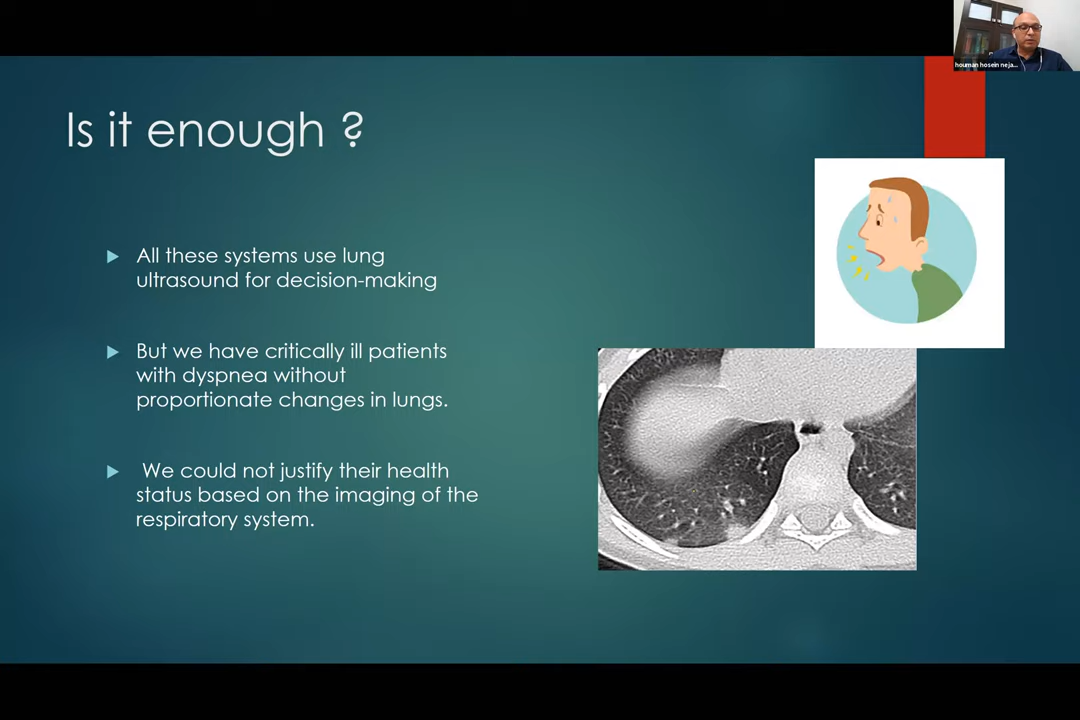 houman hosein neja...
Is it enough ?
All these systems use lung
ultrasound for decision-making
But we have critically ill patients
with dyspnea without
proportionate changes in lungs.
We could not justify their health
status based on the imaging of the
respiratory system.